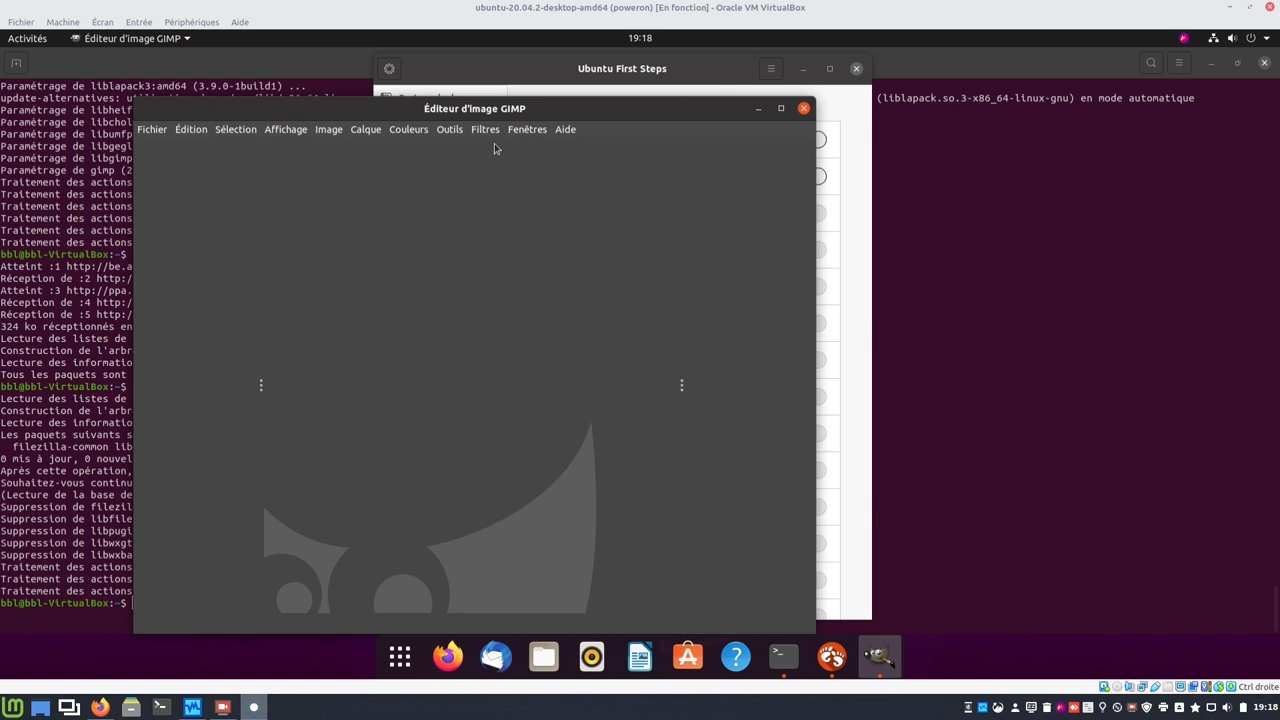 ubuntu-20.04.2-desktop-amd64 (poweron) [En fonction] - Oracle VM VirtualBox
Fichier Machine Écran Entrée Périphériques Aide
Activités Éditeur d'image GIMP 19:18
Ubuntu First Steps
Paramétrage de liblapack3:amd64 (3.9.0-1build1) ...
update-alternatives: (liblapack.so.3-x86_64-linux-gnu) en mode automatique
Éditeur d'image GIMP
Fichier Édition Sélection Affichage Image Calque Couleurs Outils Filtres Fenêtres Aide
Paramétrage de libheif
Paramétrage de libchol
Paramétrage de libumfp
Paramétrage de libgegl
Paramétrage de libgimp
Paramétrage de gimp (2
Traitement des actions
Traitement des actions
Traitement des actions
Traitement des actions
Traitement des actions
Traitement des actions
bbl@bbl-VirtualBox:~$
Atteint :1 http://be.a
Réception de :2 http:/
Atteint :3 http://ppa.
Réception de :4 http:/
Réception de :5 http:/
324 ko réceptionnés en
Lecture des listes de
Construction de l'arbr
Lecture des informatio
Tous les paquets sont
bbl@bbl-VirtualBox:~$
Lecture des listes de
Construction de l'arbr
Lecture des informatio
Les paquets suivants s
filezilla-common lib
0 mis à jour, 0 nouvel
Après cette opération,
Souhaitez-vous continu
(Lecture de la base de
Suppression de filezil
Suppression de libfile
Suppression de libpugi
Suppression de libwxgt
Suppression de libwxba
Traitement des actions
Traitement des actions
Traitement des actions
bbl@bbl-VirtualBox:~$
Ctrl droite
19:18